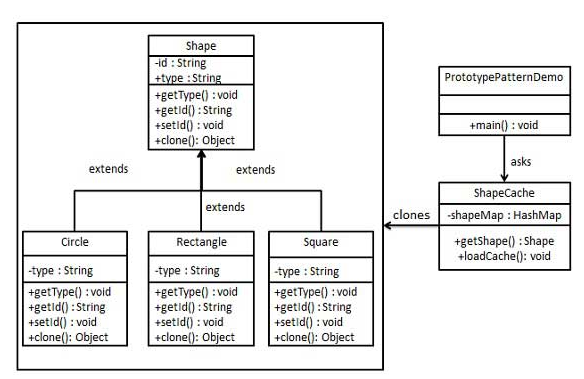 Shape
-id : String
+type : String
+getType() : void
+getId() : String
+setId() : void
+clone(): Object
PrototypePatternDemo
+main() : void
asks
extends
extends
extends
ShapeCache
-shapeMap : HashMap
+getShape() : Shape
+loadCache(): void
clones
Circle
-type : String
+getType() : void
+getId() : String
+setId() : void
+clone(): Object
Rectangle
-type : String
+getType() : void
+getId() : String
+setId() : void
+clone(): Object
Square
-type : String
+getType() : void
+getId() : String
+setId() : void
+clone(): Object